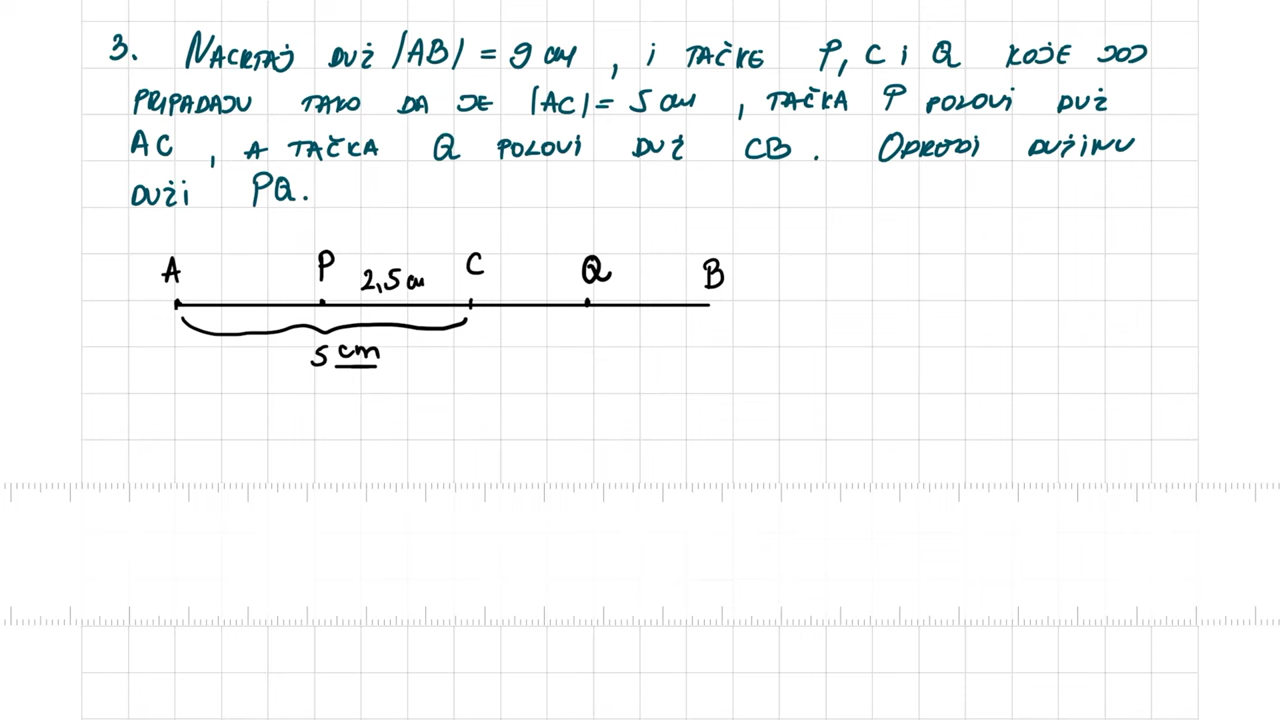 3. NACRTAJ DUŽ |AB| = 9 cm, I TAČKE P, C I Q KOJE JOJ
PRIPADAJU TAKO DA JE |AC| = 5 cm, TAČKA P POLOVI DUŽ
AC, A TAČKA Q POLOVI DUŽ CB. ODREDI DUŽINU
DUŽI PQ.
A P 2,5 cm C Q B
5 cm